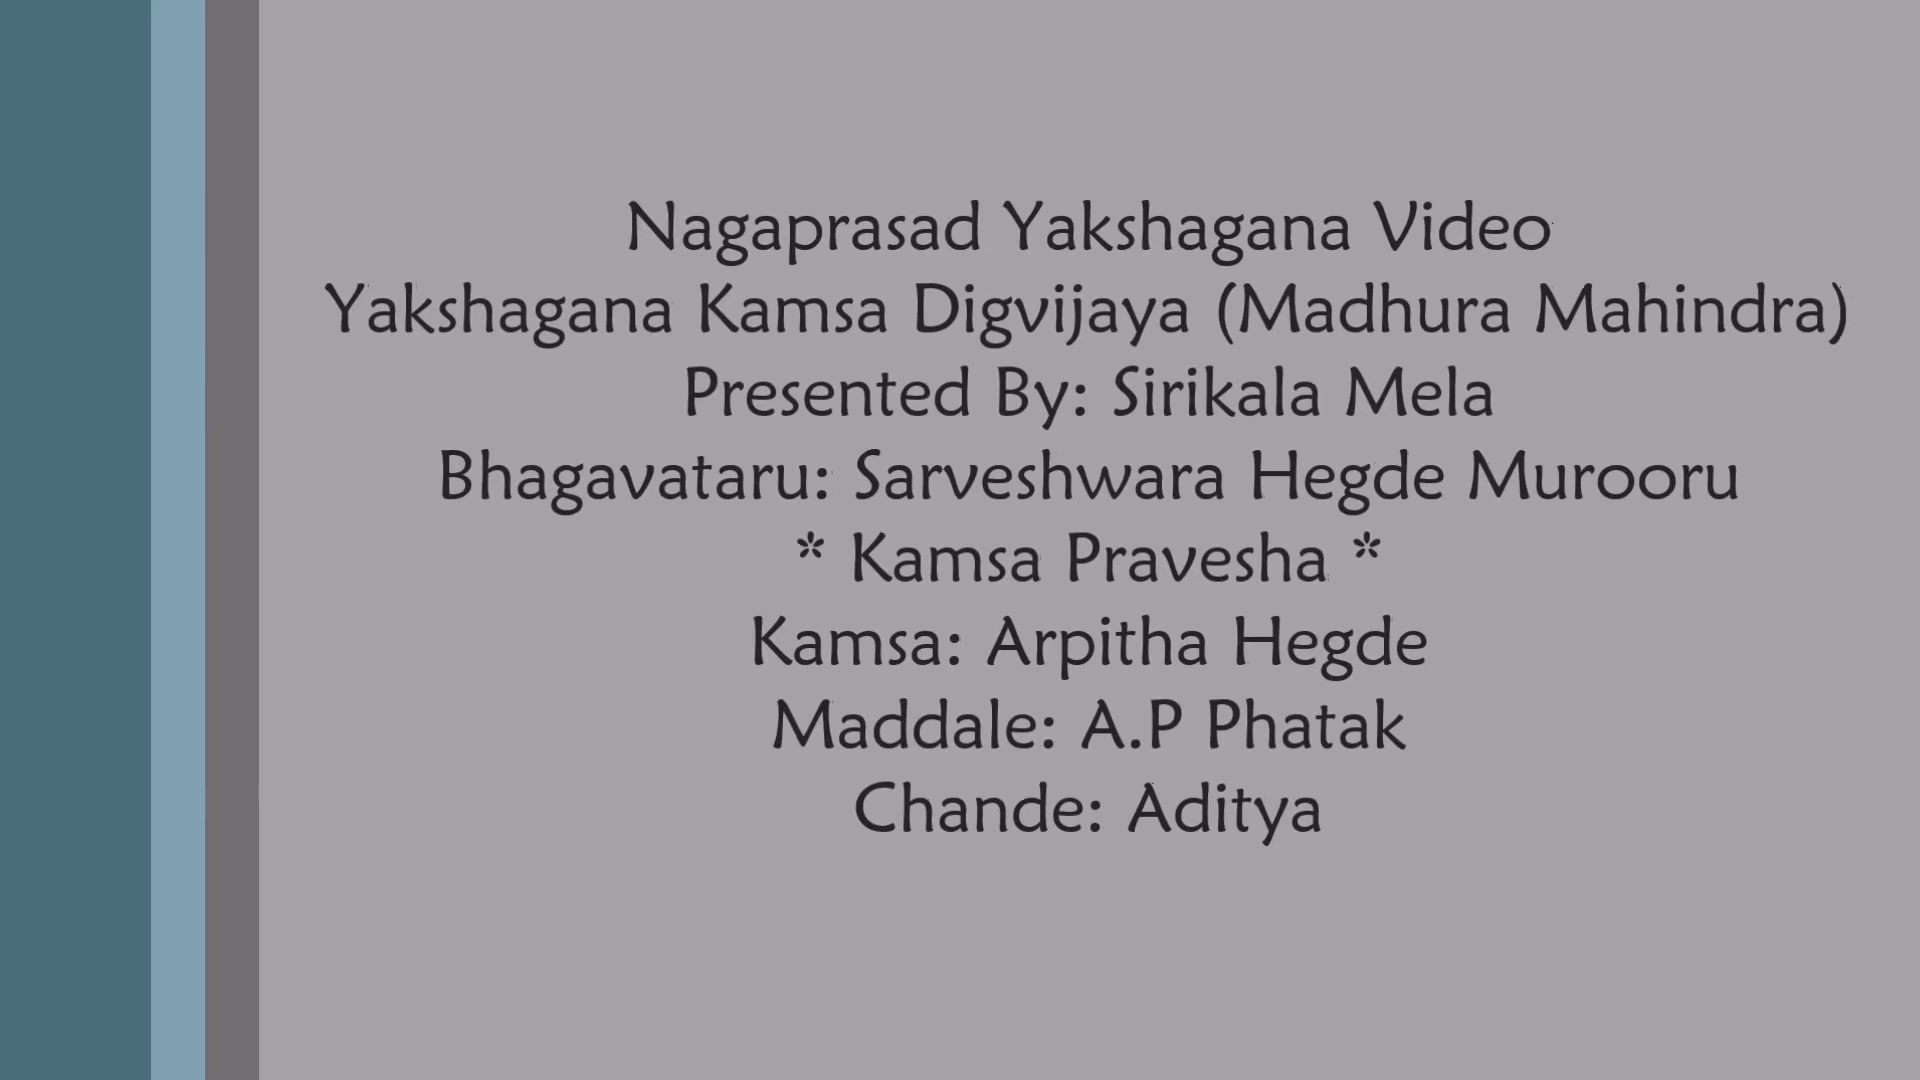 Nagaprasad Yakshagana Video
Yakshagana Kamsa Digvijaya (Madhura Mahindra)
Presented By: Sirikala Mela
Bhagavataru: Sarveshwara Hegde Murooru
* Kamsa Pravesha *
Kamsa: Arpitha Hegde
Maddale: A.P Phatak
Chande: Aditya